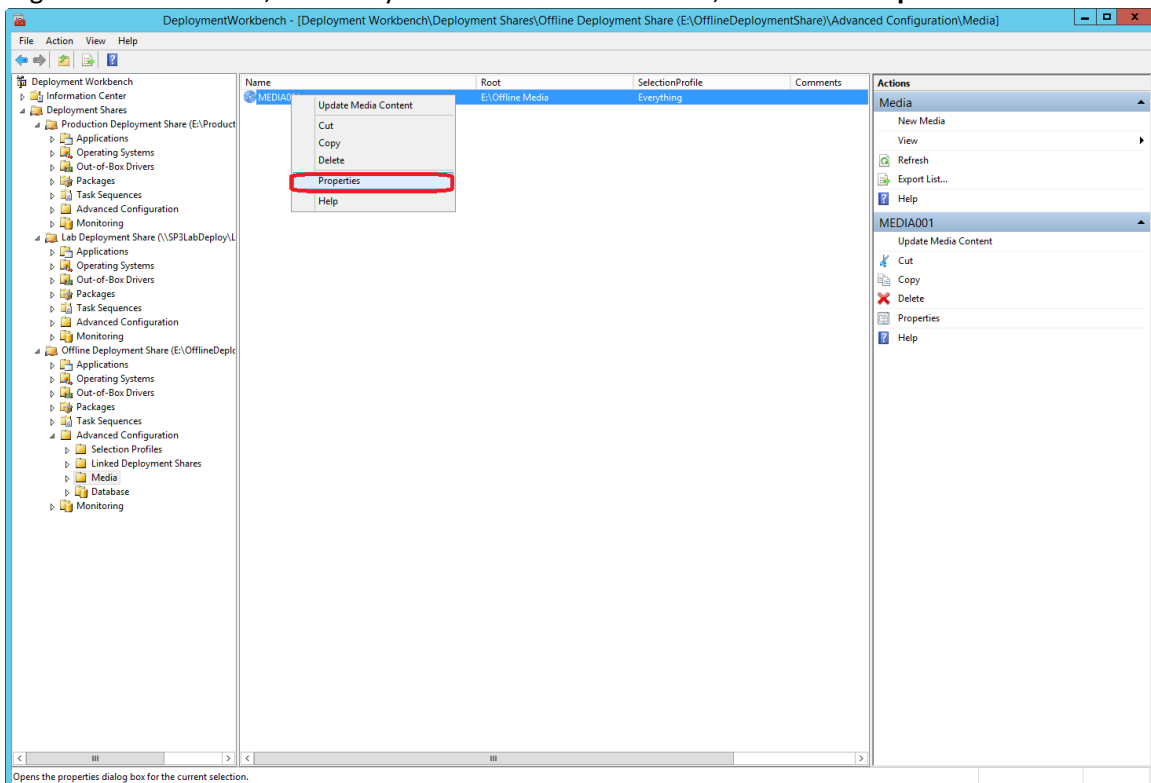 DeploymentWorkbench - [Deployment Workbench\Deployment Shares\Offline Deployment Share (E:\OfflineDeploymentShare)\Advanced Configuration\Media]
File Action View Help
Deployment Workbench
Information Center
Deployment Shares
Production Deployment Share (E:\Product
Applications
Operating Systems
Out-of-Box Drivers
Packages
Task Sequences
Advanced Configuration
Monitoring
Lab Deployment Share (\\SP3LabDeploy\L
Applications
Operating Systems
Out-of-Box Drivers
Packages
Task Sequences
Advanced Configuration
Monitoring
Offline Deployment Share (E:\OfflineDeplo
Applications
Operating Systems
Out-of-Box Drivers
Packages
Task Sequences
Advanced Configuration
Selection Profiles
Linked Deployment Shares
Media
Database
Monitoring
Name Root SelectionProfile Comments
E:\Offline Media Everything
Update Media Content
Cut
Copy
Delete
Properties
Help
Actions
Media
New Media
View
Refresh
Export List...
Help
MEDIA001
Update Media Content
Cut
Copy
Delete
Properties
Help
Opens the properties dialog box for the current selection.